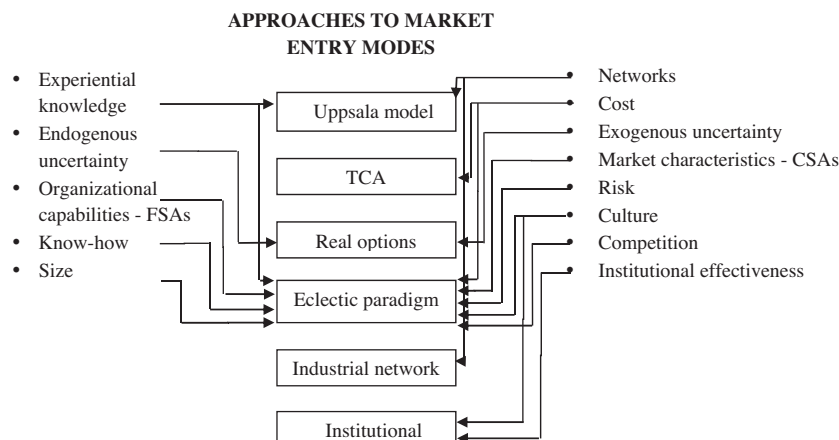 APPROACHES TO MARKET
ENTRY MODES
• Experiential
knowledge
• Endogenous
uncertainty
• Organizational
capabilities - FSAs
• Know-how
• Size
Uppsala model
TCA
Real options
Eclectic paradigm
Industrial network
Institutional
• Networks
• Cost
• Exogenous uncertainty
• Market characteristics - CSAs
• Risk
• Culture
• Competition
• Institutional effectiveness